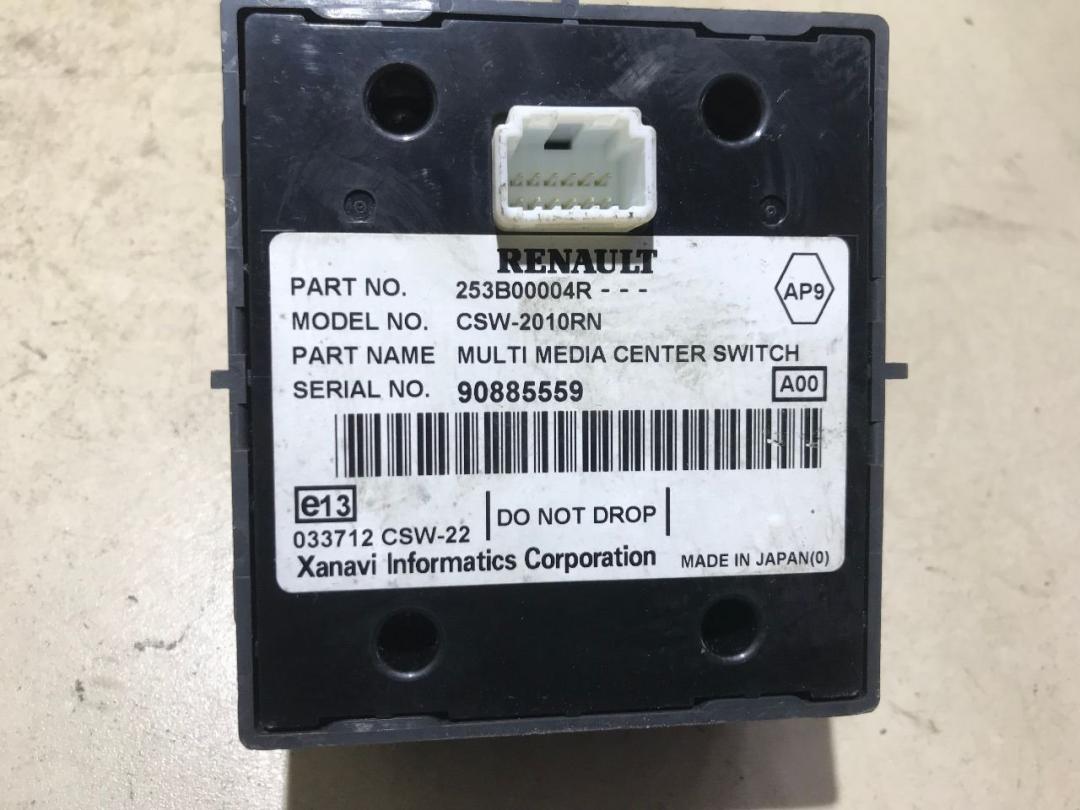 RENAULT
PART NO. 253B00004R - - -
AP9
MODEL NO. CSW-2010RN
PART NAME MULTI MEDIA CENTER SWITCH
SERIAL NO. 90885559
A00
e13
DO NOT DROP
033712 CSW-22
Xanavi Informatics Corporation
MADE IN JAPAN(0)